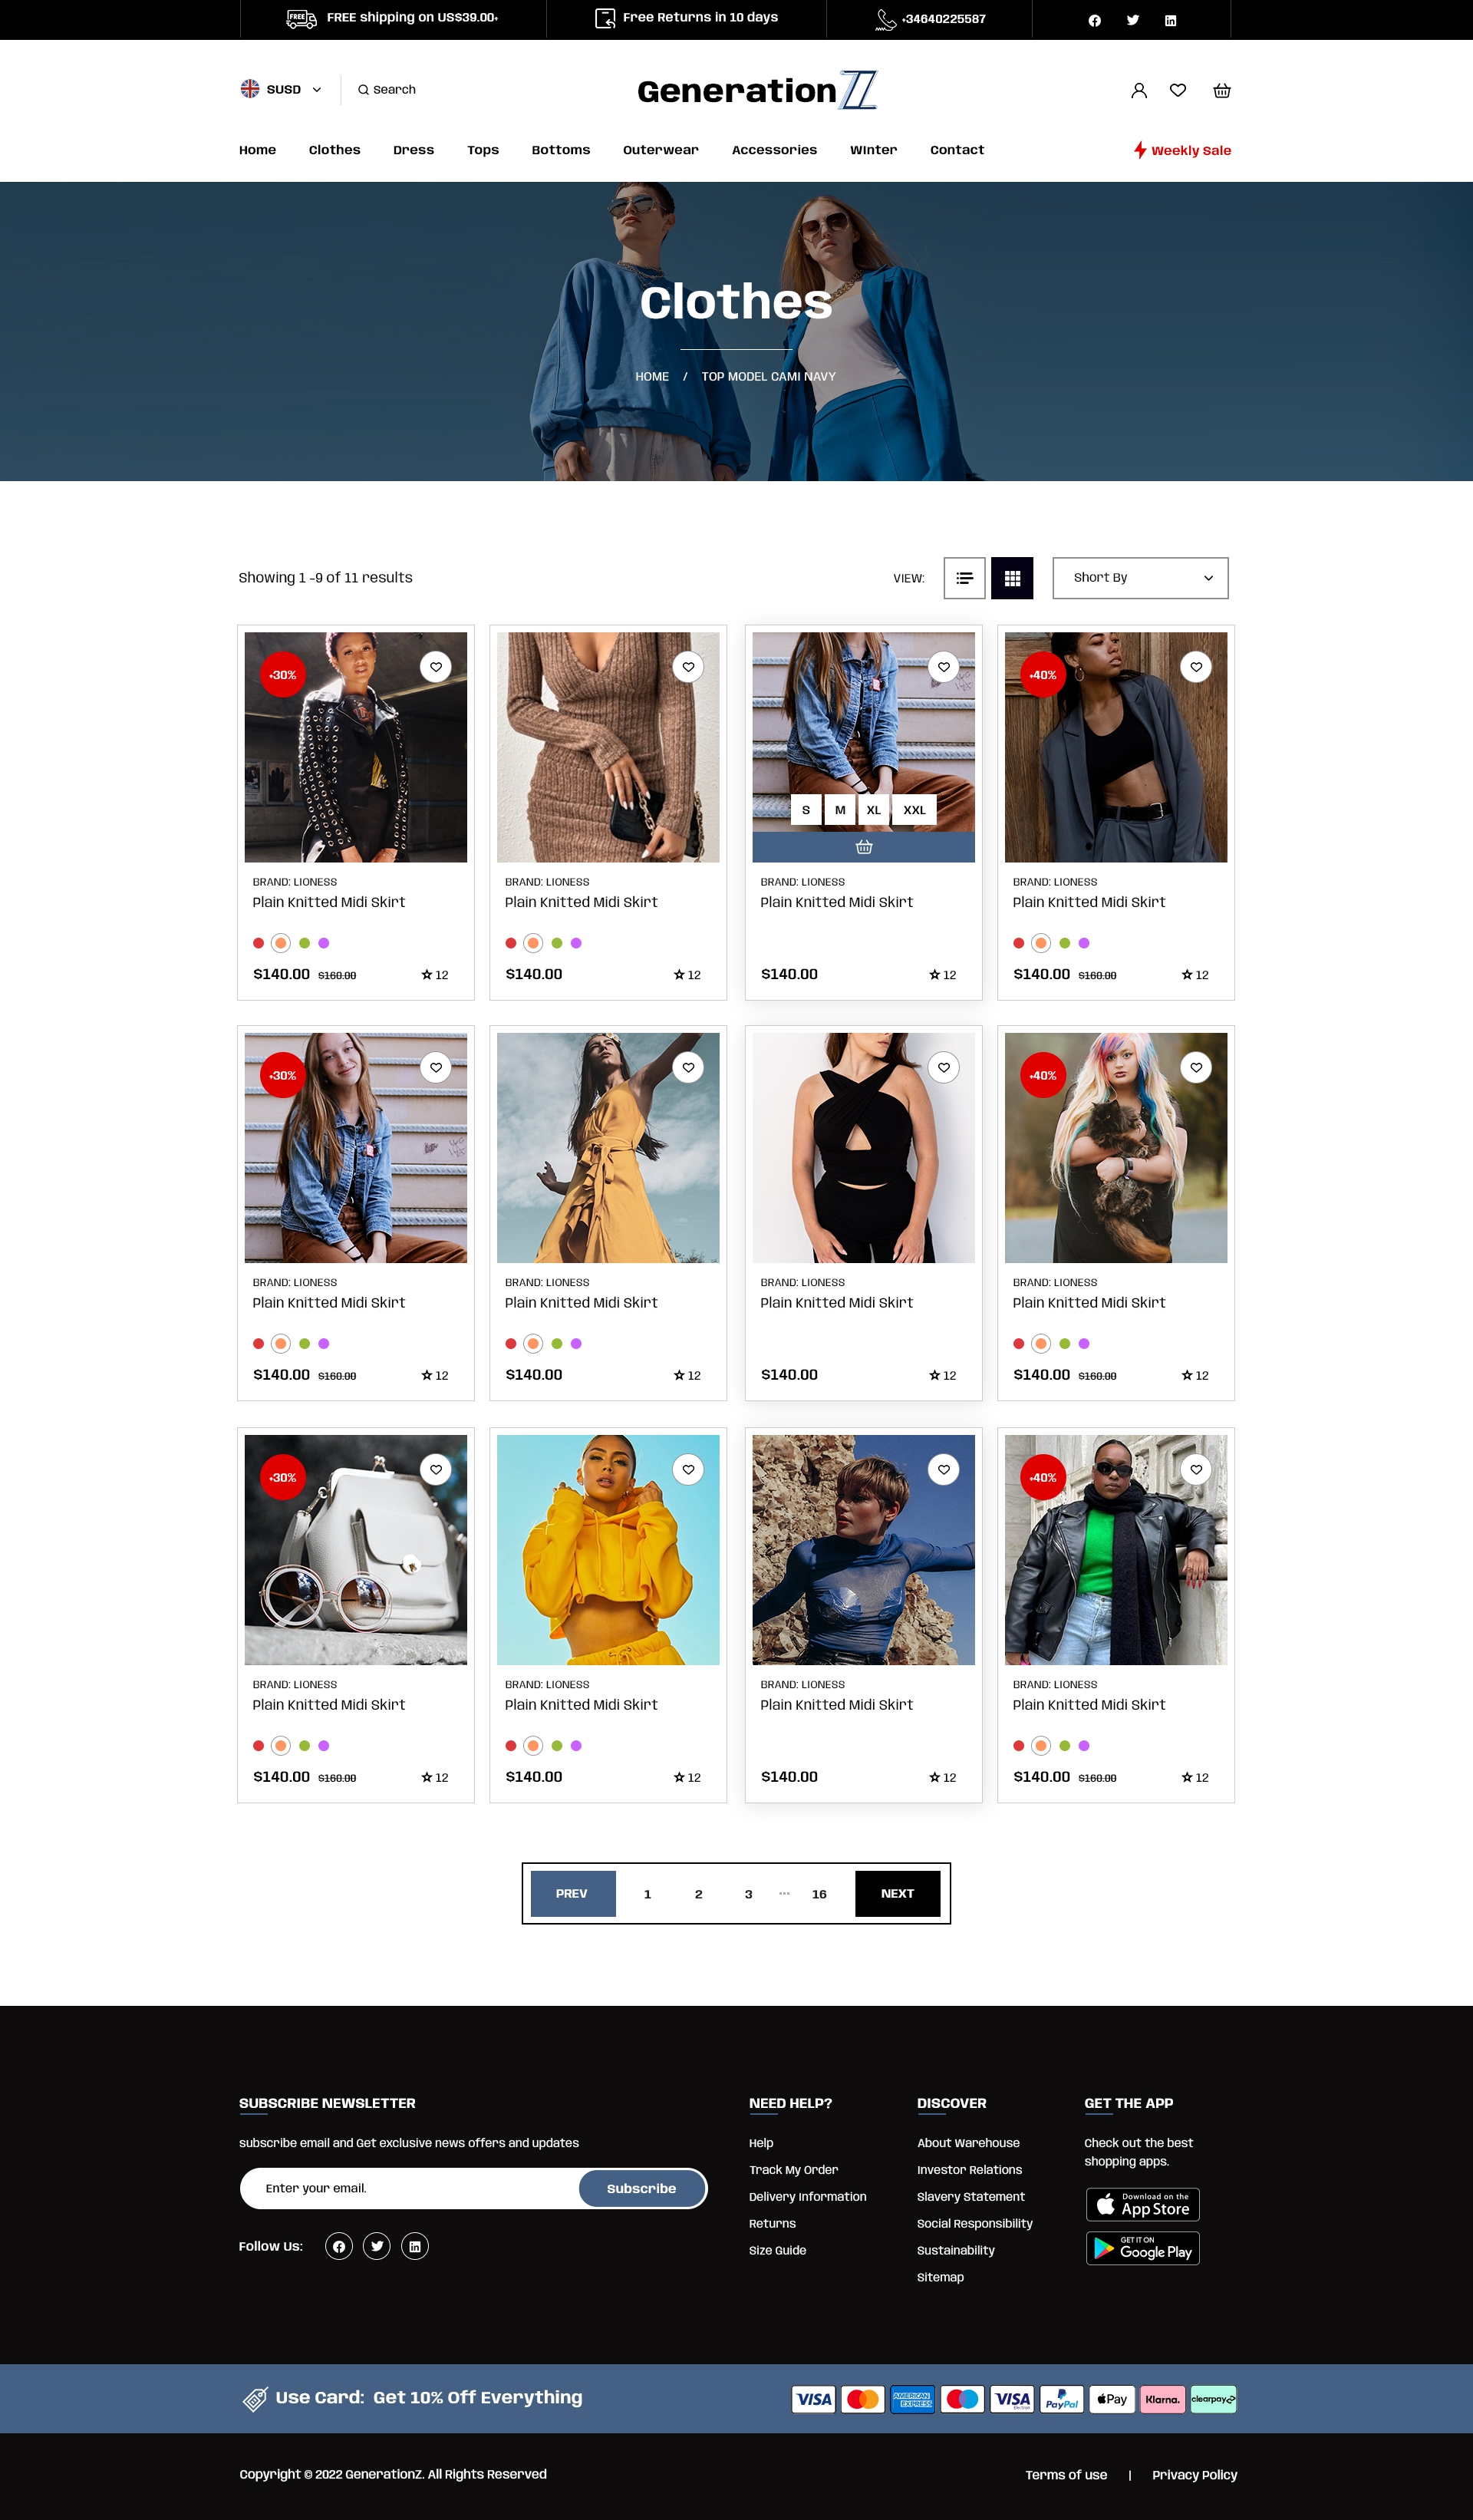 FREE FREE shipping on US$39.00+
Free Returns in 10 days
+34640225587
$USD
Search
GenerationZ
Home Clothes Dress Tops Bottoms Outerwear Accessories Winter Contact
Weekly Sale
Clothes
HOME / TOP MODEL CAMI NAVY
Showing 1 -9 of 11 results
VIEW:
Short By
+30%
+40%
S M XL XXL
BRAND: LIONESS BRAND: LIONESS BRAND: LIONESS BRAND: LIONESS
Plain Knitted Midi Skirt Plain Knitted Midi Skirt Plain Knitted Midi Skirt Plain Knitted Midi Skirt
$140.00 $160.00 12 $140.00 12 $140.00 12 $140.00 $160.00 12
+30%
+40%
BRAND: LIONESS BRAND: LIONESS BRAND: LIONESS BRAND: LIONESS
Plain Knitted Midi Skirt Plain Knitted Midi Skirt Plain Knitted Midi Skirt Plain Knitted Midi Skirt
$140.00 $160.00 12 $140.00 12 $140.00 12 $140.00 $160.00 12
+30%
+40%
BRAND: LIONESS BRAND: LIONESS BRAND: LIONESS BRAND: LIONESS
Plain Knitted Midi Skirt Plain Knitted Midi Skirt Plain Knitted Midi Skirt Plain Knitted Midi Skirt
$140.00 $160.00 12 $140.00 12 $140.00 12 $140.00 $160.00 12
PREV 1 2 3 ... 16 NEXT
SUBSCRIBE NEWSLETTER
subscribe email and Get exclusive news offers and updates
Enter your email. Subscribe
Follow Us:
NEED HELP?
Help
Track My Order
Delivery Information
Returns
Size Guide
DISCOVER
About Warehouse
Investor Relations
Slavery Statement
Social Responsibility
Sustainability
Sitemap
GET THE APP
Check out the best
shopping apps.
Download on the
App Store
GET IT ON
Google Play
Use Card: Get 10% Off Everything
VISA
AMERICAN
EXPRESS
VISA
Electron
PayPal
Pay
Klarna.
clearpay
Copyright © 2022 GenerationZ. All Rights Reserved
Terms of use | Privacy Policy